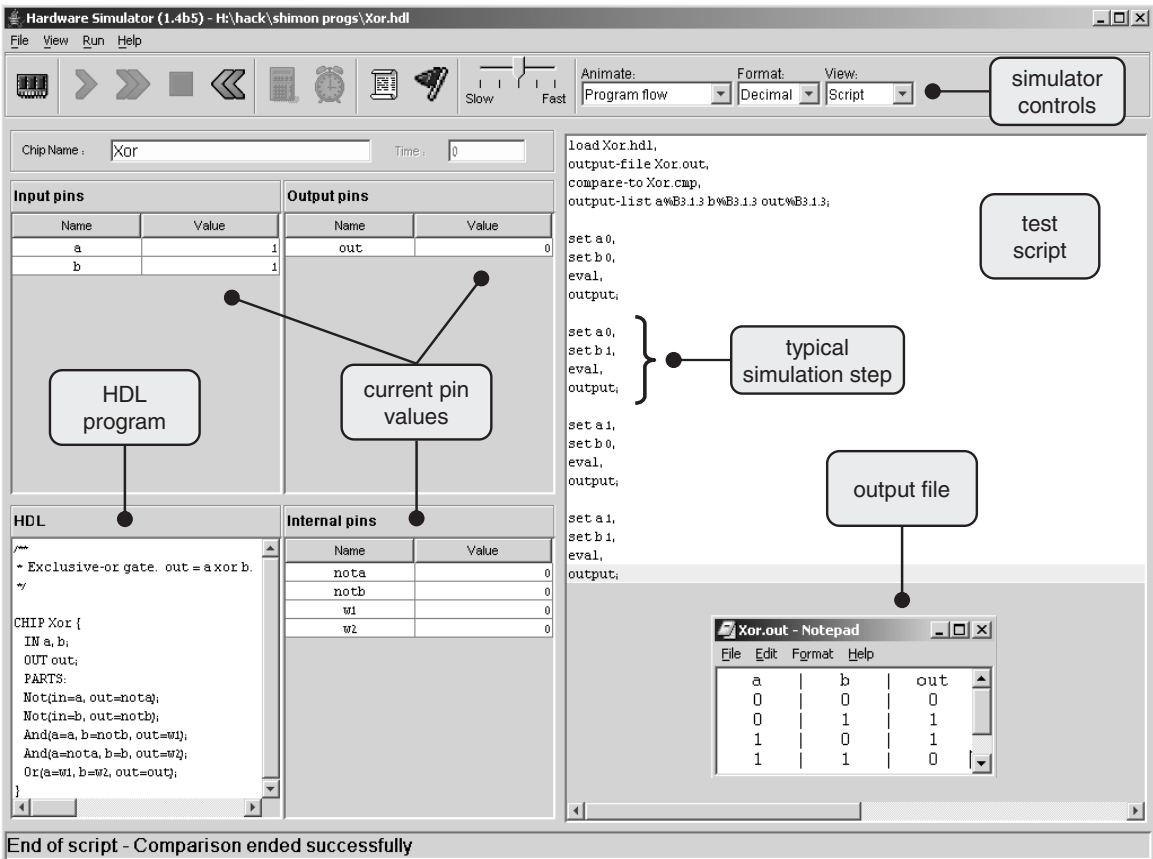 Hardware Simulator (1.4b5) - H:\hack\shimon progs\Xor.hdl
File View Run Help
Slow Fast
Animate: Format: View:
Program flow Decimal Script
simulator
controls
Chip Name : Xor Time : 0
Input pins
Name Value
a 1
b 1
Output pins
Name Value
out 0
HDL
program
current pin
values
HDL
/**
* Exclusive-or gate. out = a xor b.
*/
CHIP Xor {
IN a, b;
OUT out;
PARTS:
Not(in=a, out=nota);
Not(in=b, out=notb);
And(a=a, b=notb, out=w1);
And(a=nota, b=b, out=w2);
Or(a=w1, b=w2, out=out);
}
Internal pins
Name Value
nota 0
notb 0
w1 0
w2 0
load Xor.hdl,
output-file Xor.out,
compare-to Xor.cmp,
output-list a%B3.1.3 b%B3.1.3 out%B3.1.3;
set a 0,
set b 0,
eval,
output;
set a 0,
set b 1,
eval,
output;
set a 1,
set b 0,
eval,
output;
set a 1,
set b 1,
eval,
output;
test
script
typical
simulation step
output file
Xor.out - Notepad
File Edit Format Help
a | b | out
0 | 0 | 0
0 | 1 | 1
1 | 0 | 1
1 | 1 | 0
End of script - Comparison ended successfully